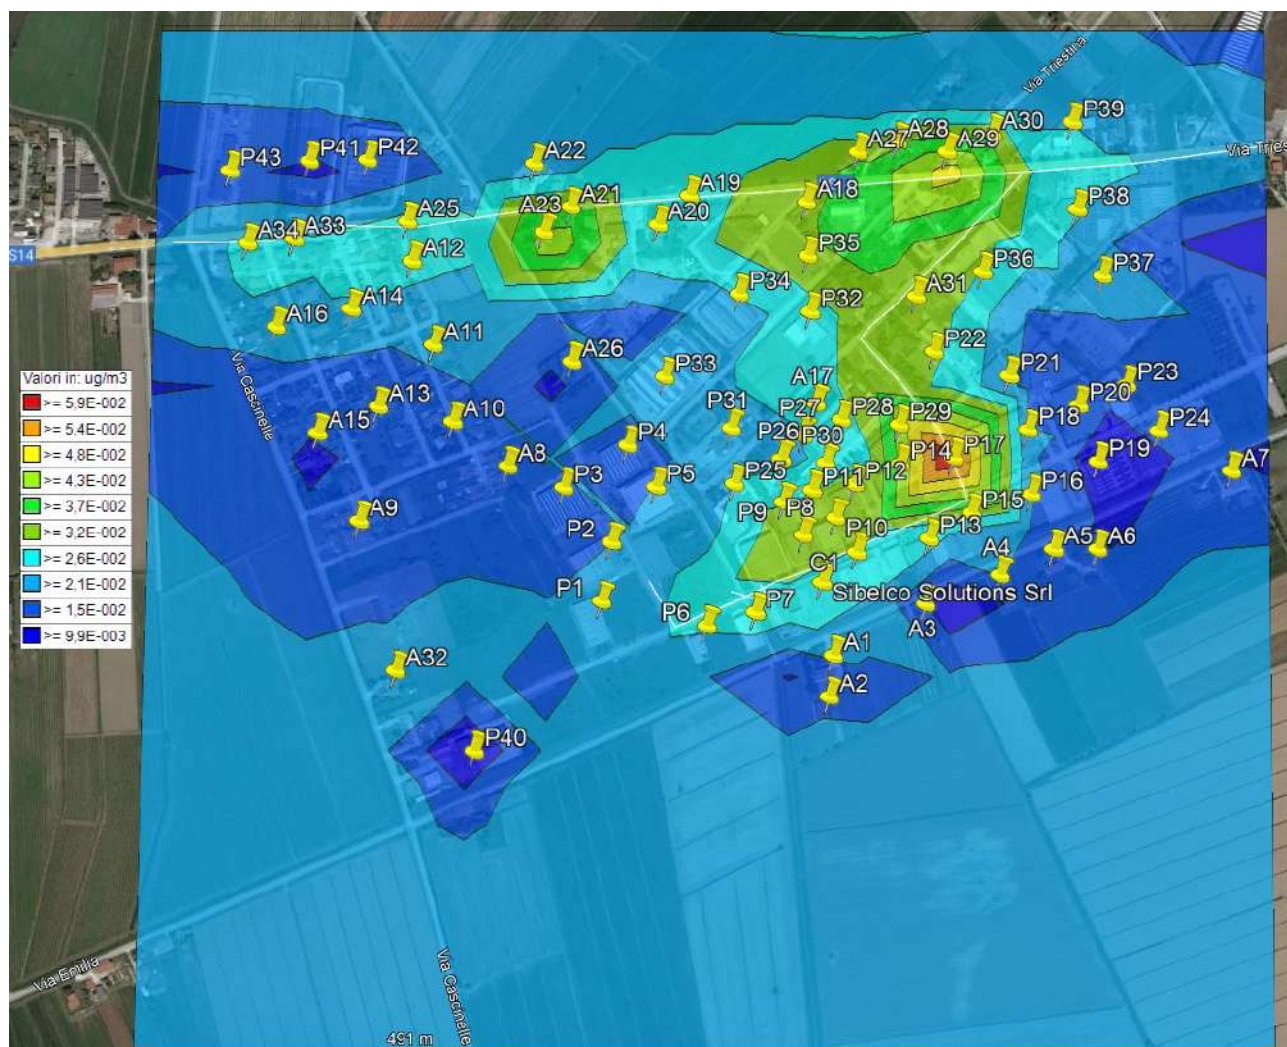 Via Triestina
P39
A30
A28
A27
A29
Via Tries
P41
P42
P43
A22
A19
A18
A21
P38
A25
A20
A23
A33
A34
A12
P35
S14
P36
P37
P34
A31
A14
P32
A16
A11
P22
A26
Via Cascinelle
P33
P21
Valori in: ug/m3
>= 5,9E-002
>= 5,4E-002
>= 4,8E-002
>= 4,3E-002
>= 3,7E-002
>= 3,2E-002
>= 2,6E-002
>= 2,1E-002
>= 1,5E-002
>= 9,9E-003
P23
A17
P20
A13
P31
P27
P28
P29
A10
P18
P24
A15
P4
P26
P30
P14
P17
P19
A8
A7
P3
P5
P25
P11
P12
P16
A9
P9
P8
P15
P2
P10
P13
A5
A6
A4
C1
P1
Sibelco Solutions Srl
P6
P7
A3
A1
A32
A2
P40
Via Emilia
Via Cascinelle
491 m